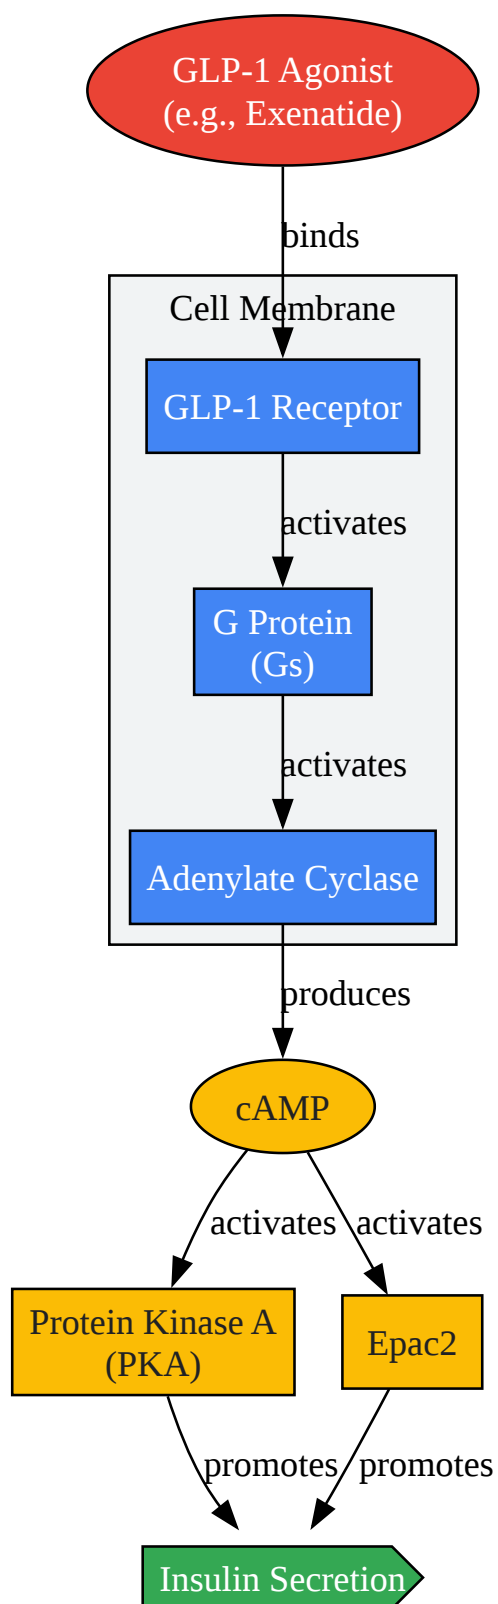 GLP-1 Agonist
(e.g., Exenatide)
binds
Cell Membrane
GLP-1 Receptor
activates
G Protein
(Gs)
activates
Adenylate Cyclase
produces
cAMP
activates
activates
Protein Kinase A
(PKA)
Epac2
promotes
promotes
Insulin Secretion